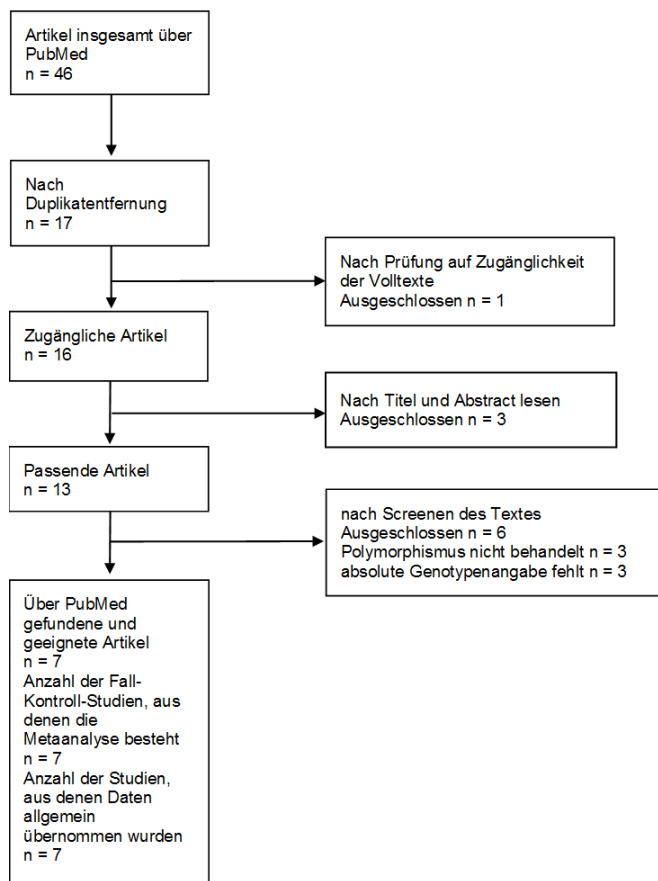 Artikel insgesamt über
PubMed
n = 46
Nach
Duplikatentfernung
n = 17
Nach Prüfung auf Zugänglichkeit
der Volltexte
Ausgeschlossen n = 1
Zugängliche Artikel
n = 16
Nach Titel und Abstract lesen
Ausgeschlossen n = 3
Passende Artikel
n = 13
nach Screenen des Textes
Ausgeschlossen n = 6
Polymorphismus nicht behandelt n = 3
absolute Genotypenangabe fehlt n = 3
Über PubMed
gefundene und
geeignete Artikel
n = 7
Anzahl der Fall-
Kontroll-Studien, aus
denen die
Metaanalyse besteht
n = 7
Anzahl der Studien,
aus denen Daten
allgemein
übernommen wurden
n = 7